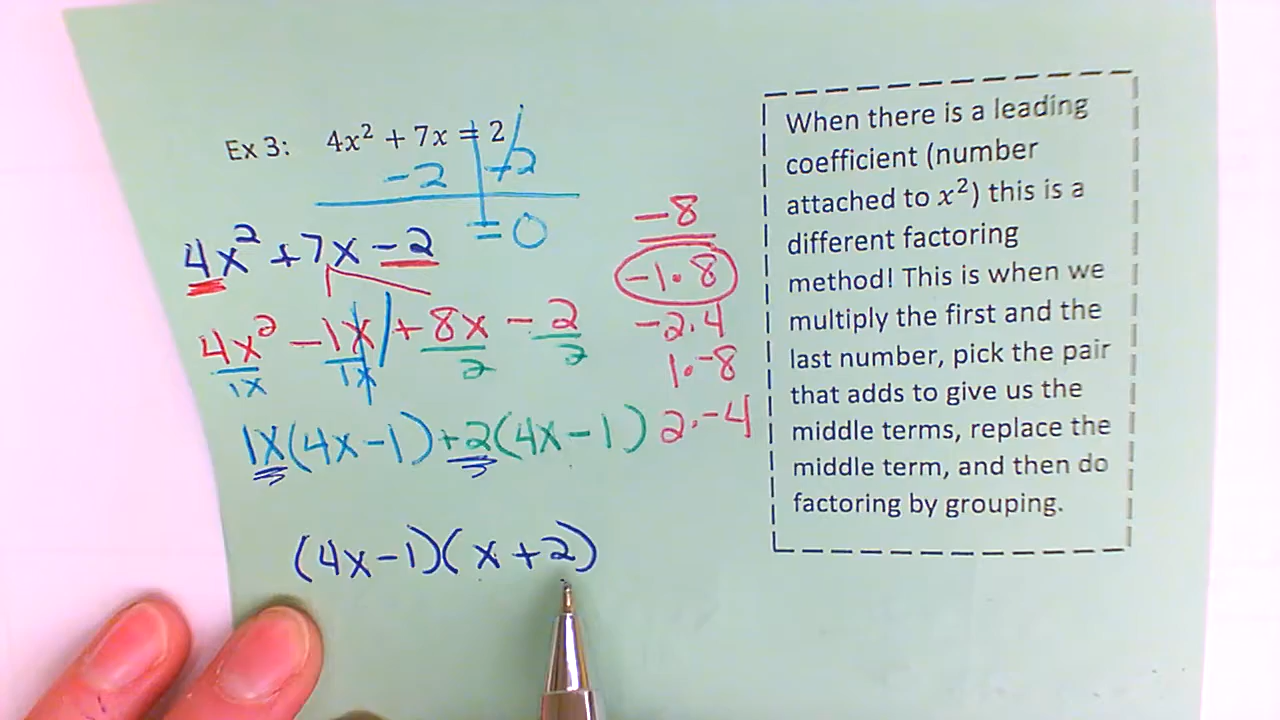 Ex 3: 4x² + 7x = 2
-2 -2
= 0
4x² + 7x - 2
4x² - 1x + 8x - 2
1x 1x 2 2
1x(4x - 1) + 2(4x - 1)
(4x - 1)(x + 2)
-8
-1 · 8
-2 · 4
1 · -8
2 · -4
When there is a leading
coefficient (number
attached to x²) this is a
different factoring
method! This is when we
multiply the first and the
last number, pick the pair
that adds to give us the
middle terms, replace the
middle term, and then do
factoring by grouping.